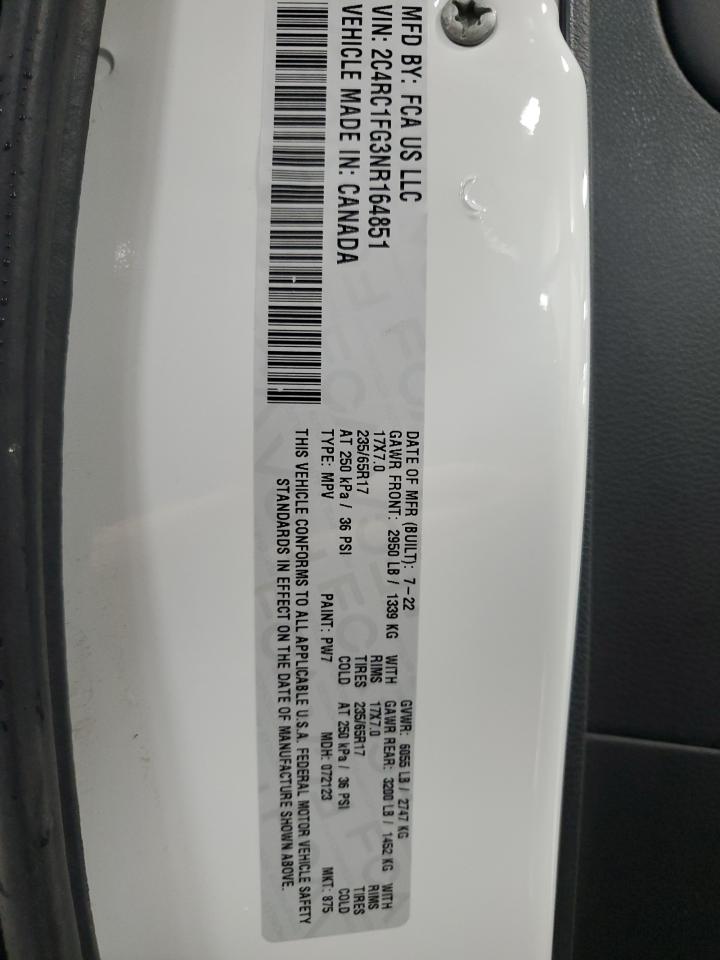 MFD BY: FCA US LLC
VIN: 2C4RC1FG3NR164851
VEHICLE MADE IN: CANADA
DATE OF MFR (BUILT): 7-22 GVWR: 6055 LB / 2747 KG
GAWR FRONT: 2950 LB / 1339 KG WITH GAWR REAR: 3200 LB / 1452 KG WITH
17X7.0 RIMS 17X7.0 RIMS
235/65R17 TIRES 235/65R17 TIRES
AT 250 kPa / 36 PSI COLD AT 250 kPa / 36 PSI COLD
TYPE: MPV PAINT: PW7 MDH: 072123 MKT: 875
THIS VEHICLE CONFORMS TO ALL APPLICABLE U.S.A. FEDERAL MOTOR VEHICLE SAFETY
STANDARDS IN EFFECT ON THE DATE OF MANUFACTURE SHOWN ABOVE.